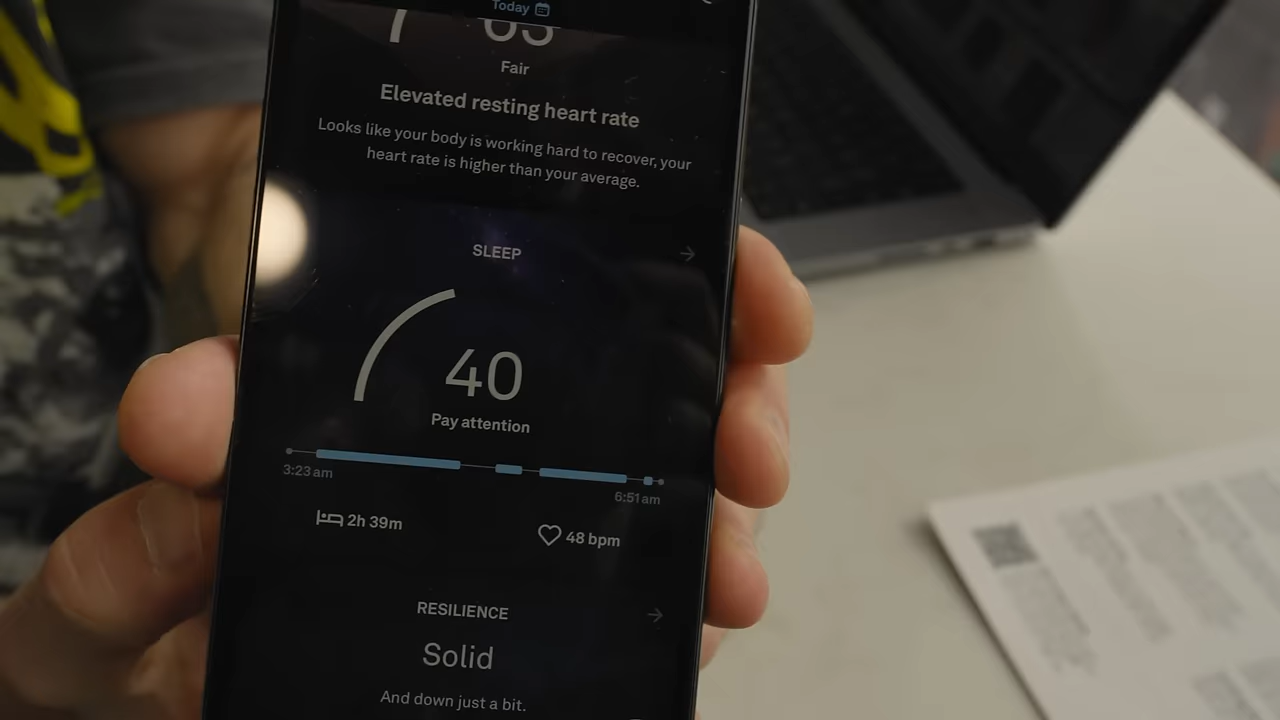 Today
Fair
Elevated resting heart rate
Looks like your body is working hard to recover, your
heart rate is higher than your average.
SLEEP
40
Pay attention
3:23 am
6:51 am
2h 39m
48 bpm
RESILIENCE
Solid
And down just a bit.